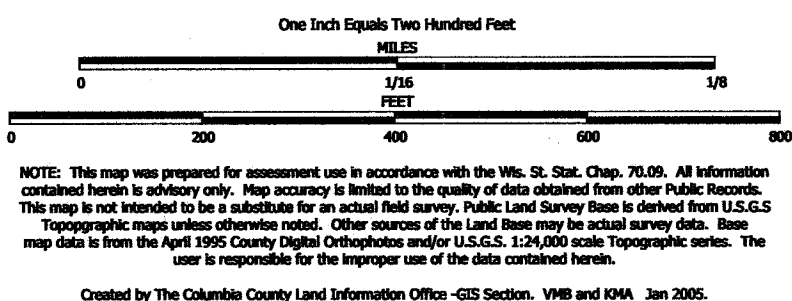 One Inch Equals Two Hundred Feet
MILES
0 1/16 1/8
FEET
0 200 400 600 800
NOTE: This map was prepared for assessment use in accordance with the Wis. St. Stat. Chap. 70.09. All information
contained herein is advisory only. Map accuracy is limited to the quality of data obtained from other Public Records.
This map is not intended to be a substitute for an actual field survey. Public Land Survey Base is derived from U.S.G.S
Topopgraphic maps unless otherwise noted. Other sources of the Land Base may be actual survey data. Base
map data is from the April 1995 County Digital Orthophotos and/or U.S.G.S. 1:24,000 scale Topographic series. The
user is responsible for the improper use of the data contained herein.
Created by The Columbia County Land Information Office -GIS Section. VMB and KMA Jan 2005.